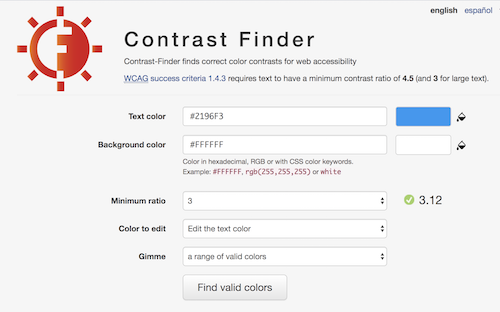 english español
Contrast Finder
Contrast-Finder finds correct color contrasts for web accessibility
WCAG success criteria 1.4.3 requires text to have a minimum contrast ratio of 4.5 (and 3 for large text).
Text color #2196F3
Background color #FFFFFF
Color in hexadecimal, RGB or with CSS color keywords.
Example: #FFFFFF, rgb(255,255,255) or white
Minimum ratio 3 3.12
Color to edit Edit the text color
Gimme a range of valid colors
Find valid colors